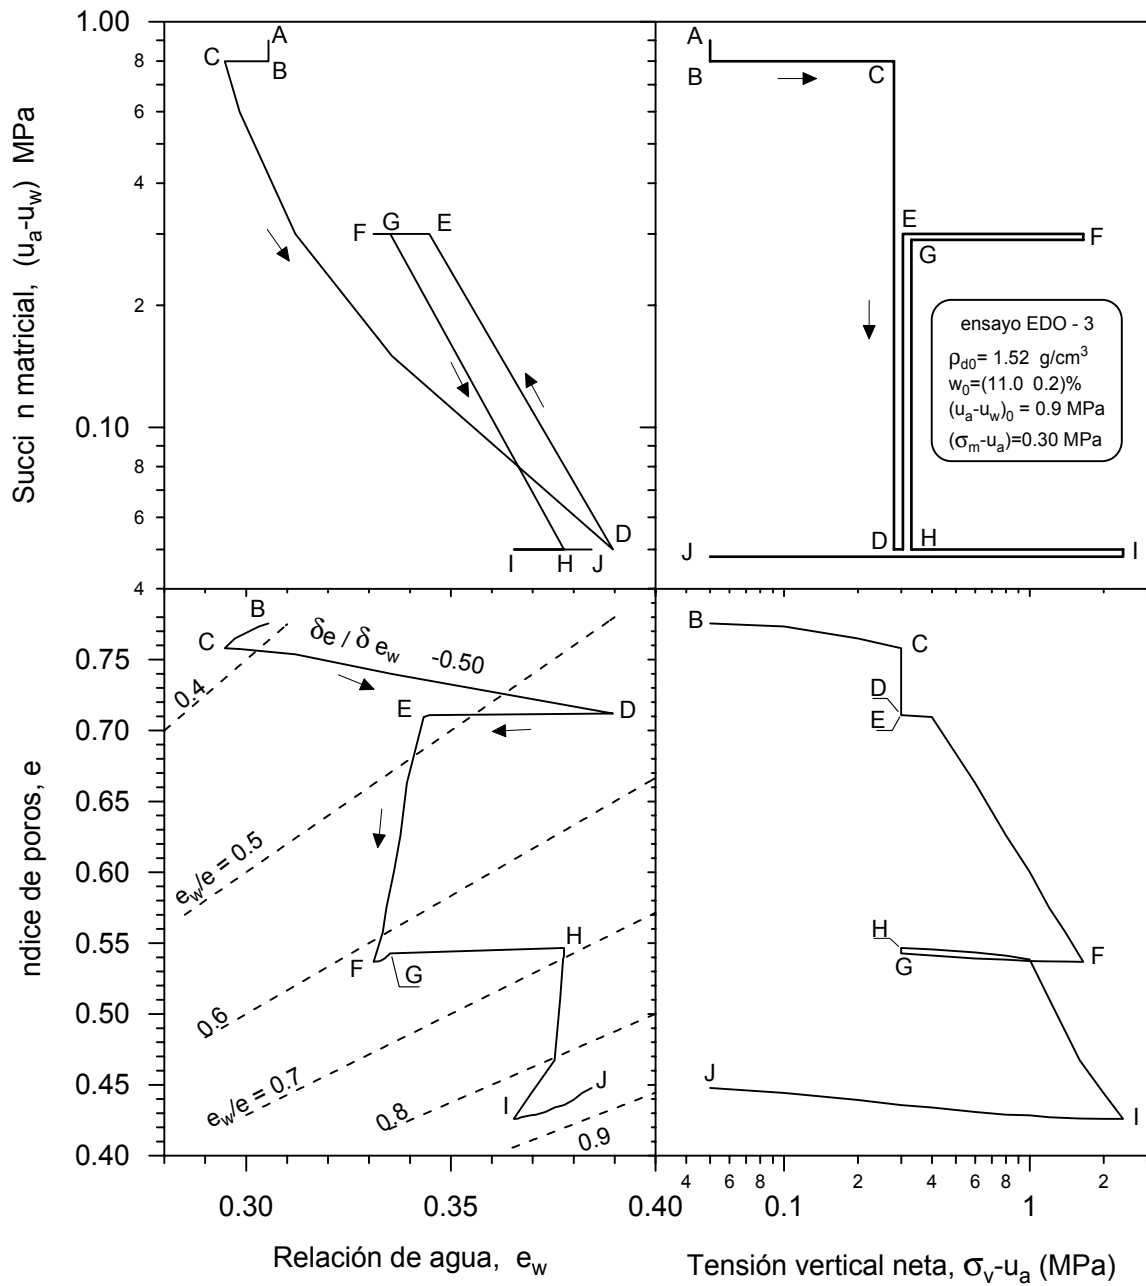 Succi n matricial, (ua-uw) MPa
1.00
8
6
4
2
0.10
8
6
4
A
B
C
D
E
F
G
H
I
J
A
B
C
D
E
F
G
H
I
J
ensayo EDO - 3
ρd0= 1.52 g/cm3
w0=(11.0 0.2)%
(ua-uw)0 = 0.9 MPa
(σm-ua)=0.30 MPa
ndice de poros, e
0.75
0.70
0.65
0.60
0.55
0.50
0.45
0.40
B
C
δe / δ ew -0.50
0.4
D
E
ew/e = 0.5
F
G
H
0.6
ew/e = 0.7
0.8
I
J
0.9
B
C
D
E
H
G
F
J
I
0.30
0.35
0.40
4
6
8
0.1
2
4
6
8
1
2
Relación de agua, ew
Tensión vertical neta, σv-ua (MPa)